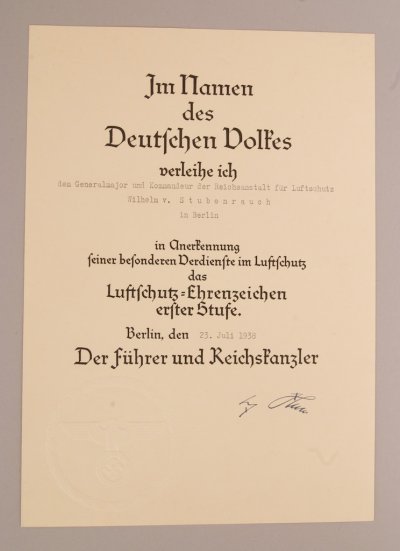 Im Namen
des
Deutschen Volkes
verleihe ich
dem Generalmajor und Kommandeur der Reichsanstalt für Luftschutz
Wilhelm v. Stubenrauch
in Berlin
in Anerkennung
seiner besonderen Verdienste im Luftschutz
das
Luftschutz-Ehrenzeichen
erster Stufe.
Berlin, den 23. Juli 1938
Der Führer und Reichskanzler